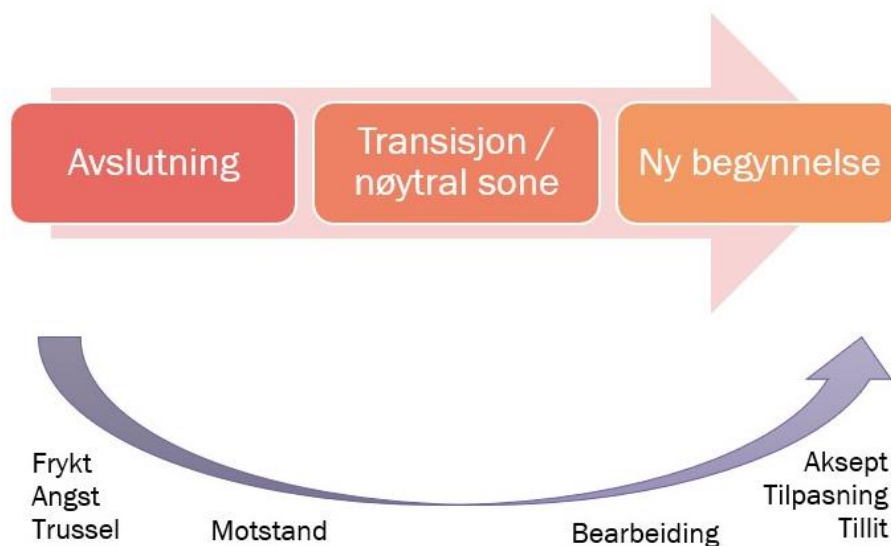 Avslutning
Transisjon /
nøytral sone
Ny begynnelse
Frykt
Angst
Trussel
Motstand
Bearbeiding
Aksept
Tilpasning
Tillit